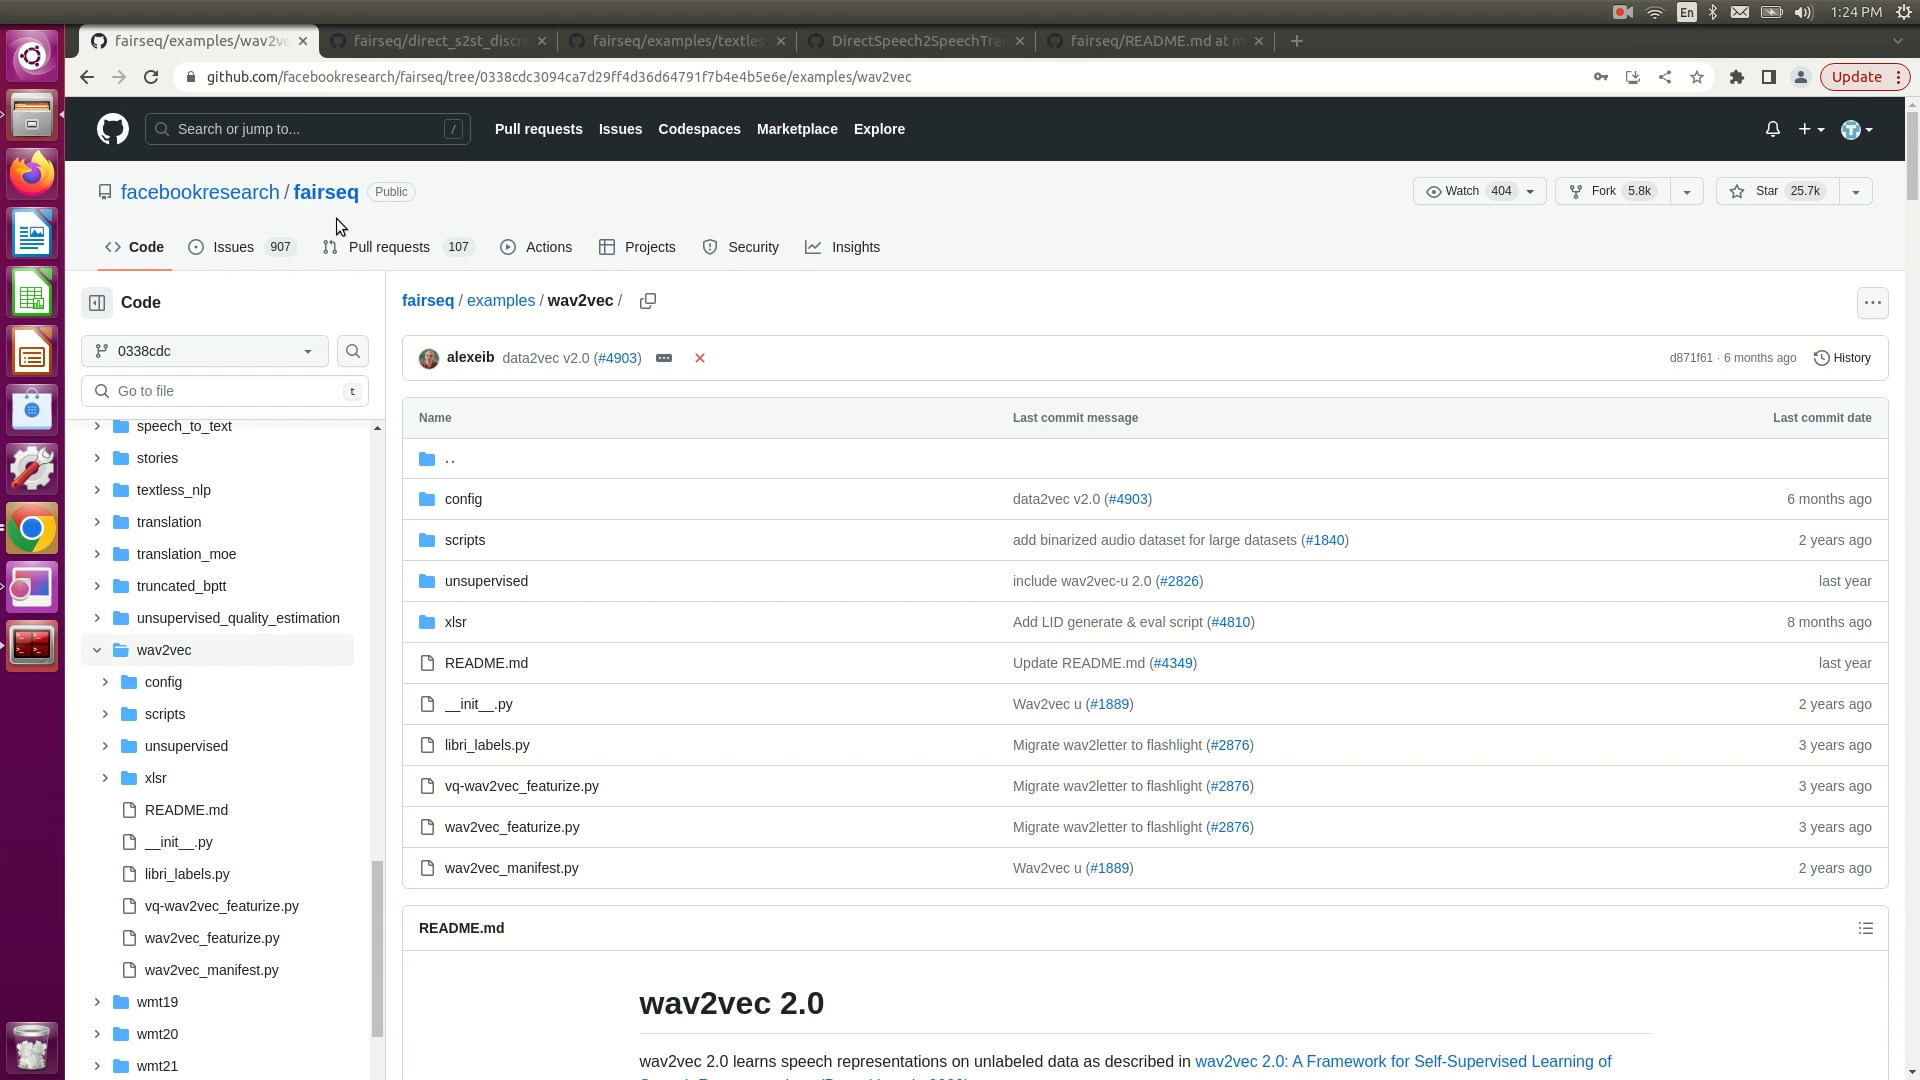 En 1:24 PM
fairseq/examples/wav2ve fairseq/direct_s2st_discr fairseq/examples/textles DirectSpeech2SpeechTra fairseq/README.md at m
github.com/facebookresearch/fairseq/tree/0338cdc3094ca7d29ff4d36d64791f7b4e4b5e6e/examples/wav2vec Update
Search or jump to... / Pull requests Issues Codespaces Marketplace Explore
facebookresearch / fairseq Public Watch 404 Fork 5.8k Star 25.7k
Code Issues 907 Pull requests 107 Actions Projects Security Insights
Code
0338cdc
Go to file t
speech_to_text
stories
textless_nlp
translation
translation_moe
truncated_bptt
unsupervised_quality_estimation
wav2vec
config
scripts
unsupervised
xlsr
README.md
__init__.py
libri_labels.py
vq-wav2vec_featurize.py
wav2vec_featurize.py
wav2vec_manifest.py
wmt19
wmt20
wmt21
fairseq / examples / wav2vec /
alexeib data2vec v2.0 (#4903) d871f61 · 6 months ago History
Name Last commit message Last commit date
..
config data2vec v2.0 (#4903) 6 months ago
scripts add binarized audio dataset for large datasets (#1840) 2 years ago
unsupervised include wav2vec-u 2.0 (#2826) last year
xlsr Add LID generate & eval script (#4810) 8 months ago
README.md Update README.md (#4349) last year
__init__.py Wav2vec u (#1889) 2 years ago
libri_labels.py Migrate wav2letter to flashlight (#2876) 3 years ago
vq-wav2vec_featurize.py Migrate wav2letter to flashlight (#2876) 3 years ago
wav2vec_featurize.py Migrate wav2letter to flashlight (#2876) 3 years ago
wav2vec_manifest.py Wav2vec u (#1889) 2 years ago
README.md
wav2vec 2.0
wav2vec 2.0 learns speech representations on unlabeled data as described in wav2vec 2.0: A Framework for Self-Supervised Learning of